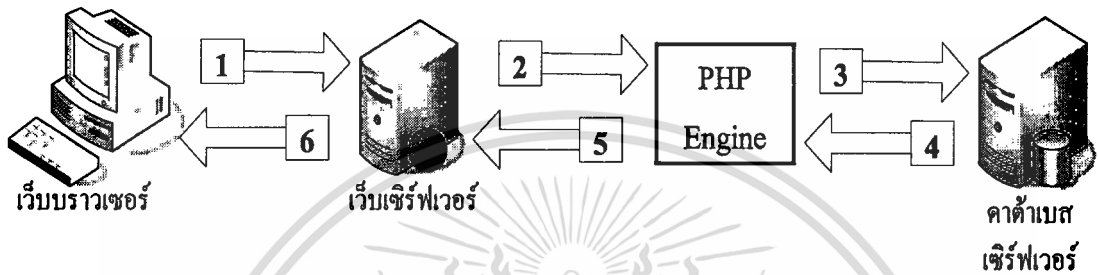 1
2
PHP
Engine
3
6
5
4
เว็บบราวเซอร์
เว็บเซิร์ฟเวอร์
คาต้าเบส
เซิร์ฟเวอร์